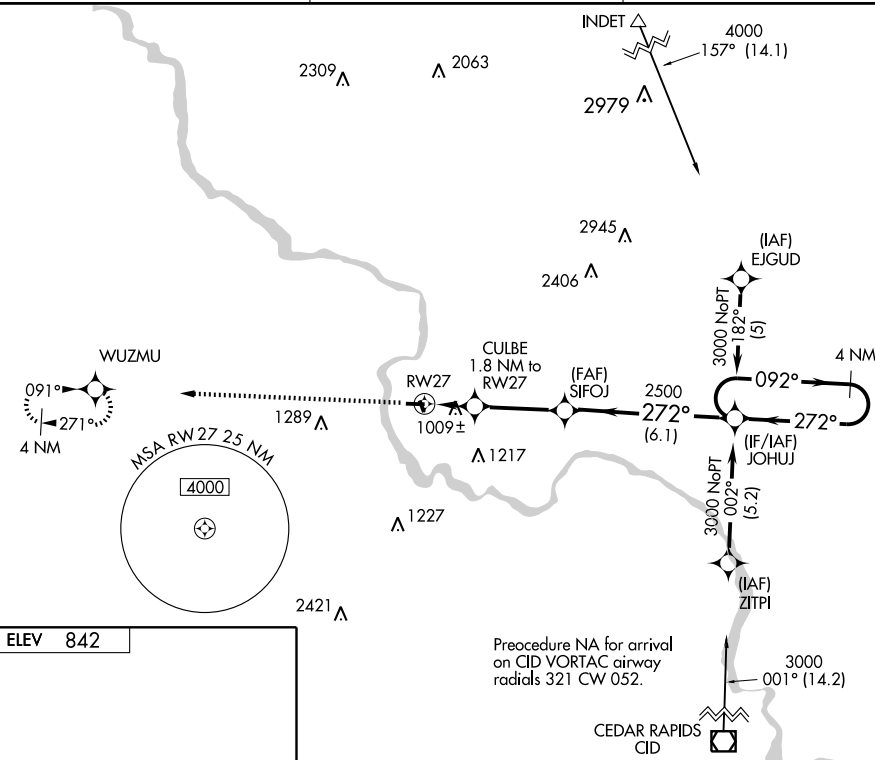 INDET
4000
157° (14.1)
2309
2063
2979
2945
2406
(IAF)
EJGUD
3000 NoPT
182°
(5)
4 NM
092°
WUZMU
091°
271°
4 NM
CULBE
1.8 NM to
RW27
RW27
(FAF)
SIFOJ
2500
272°
(6.1)
272°
(IF/IAF)
JOHUJ
1009±
1289
1217
MSA RW 27 25 NM
4000
1227
3000 NoPT
002°
(5.2)
(IAF)
ZITPI
2421
ELEV 842
Preocedure NA for arrival
on CID VORTAC airway
radials 321 CW 052.
3000
001° (14.2)
CEDAR RAPIDS
CID